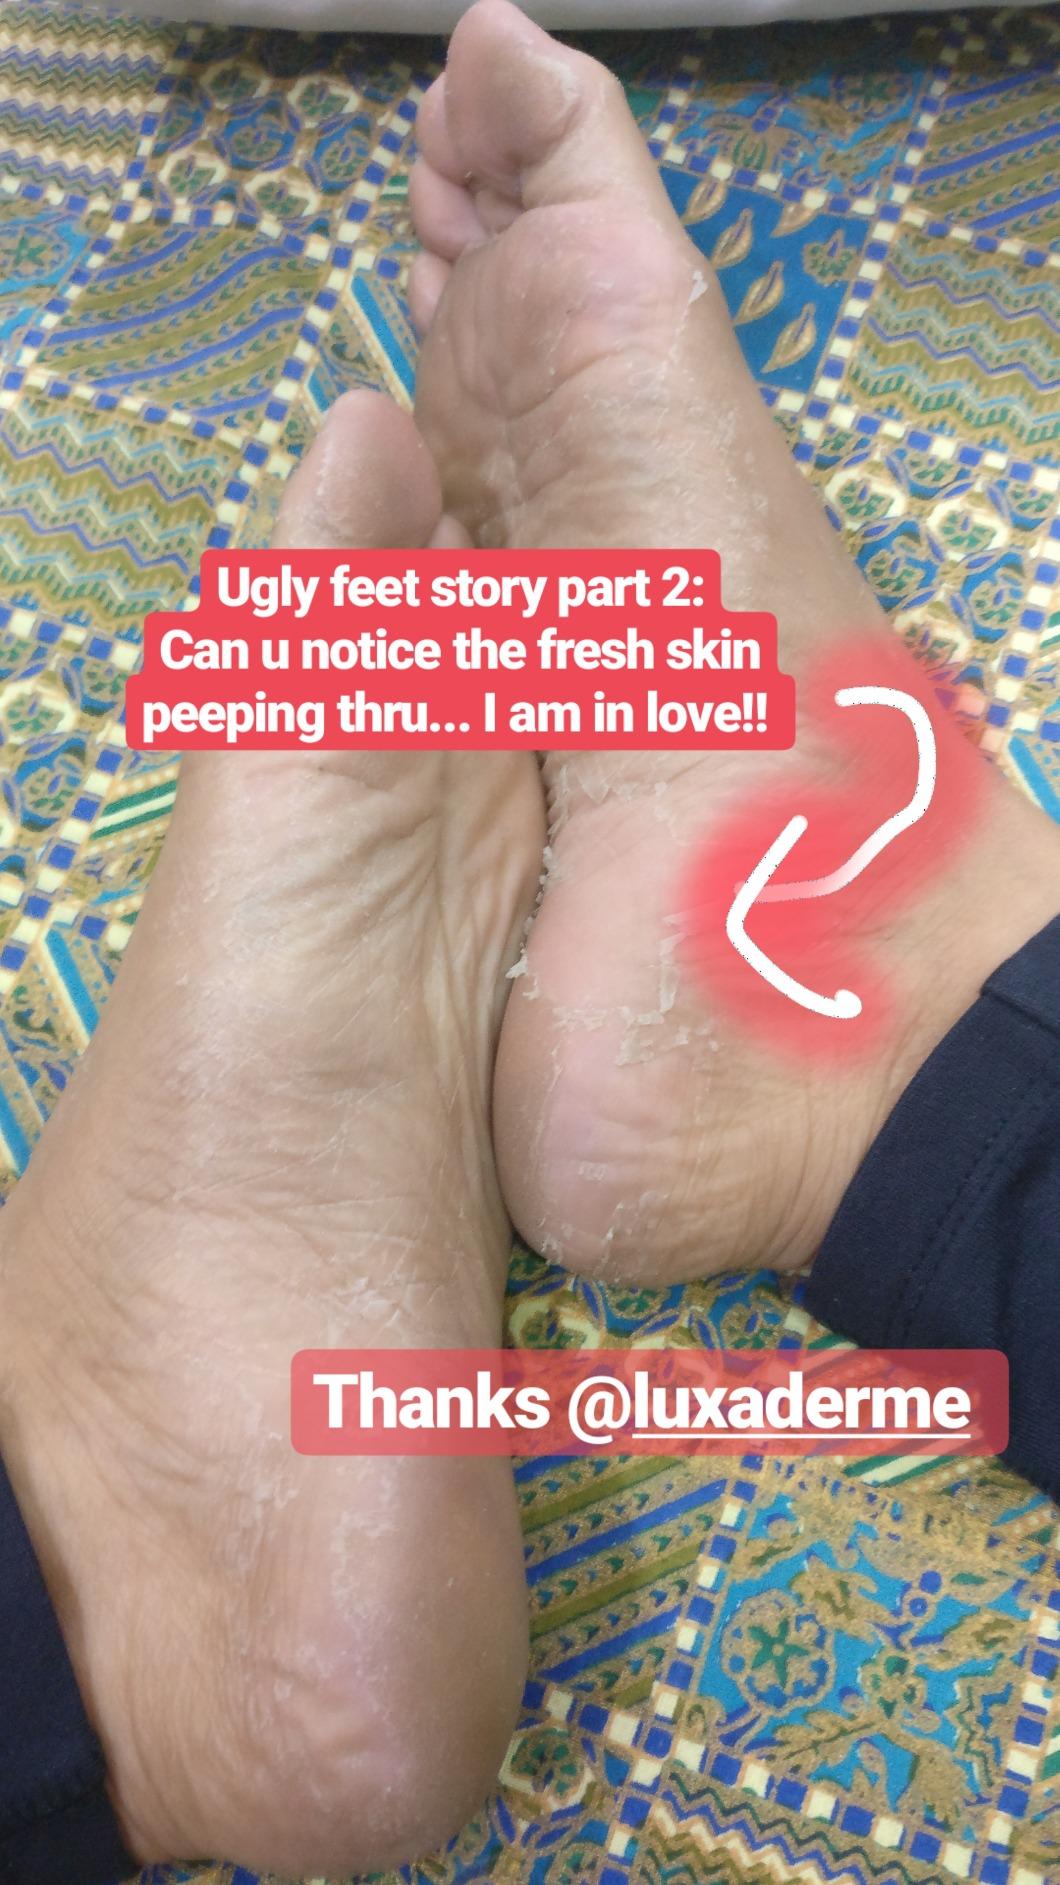 Ugly feet story part 2:
Can u notice the fresh skin
peeping thru... I am in love!!
Thanks @luxaderme